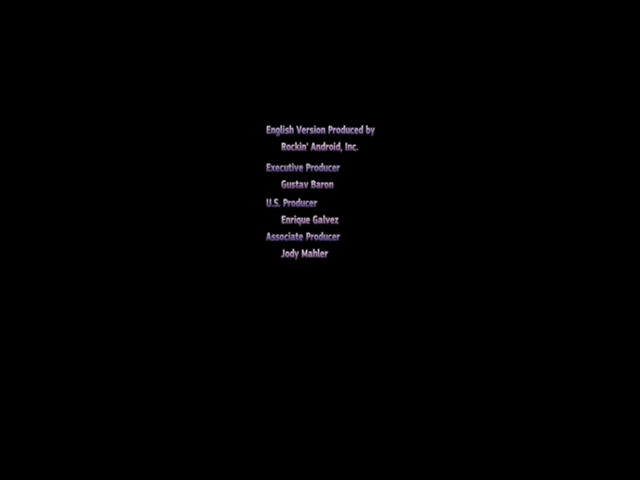 English Version Produced by
Rockin' Android, Inc.
Executive Producer
Gustav Baron
U.S. Producer
Enrique Galvez
Associate Producer
Jody Mahler